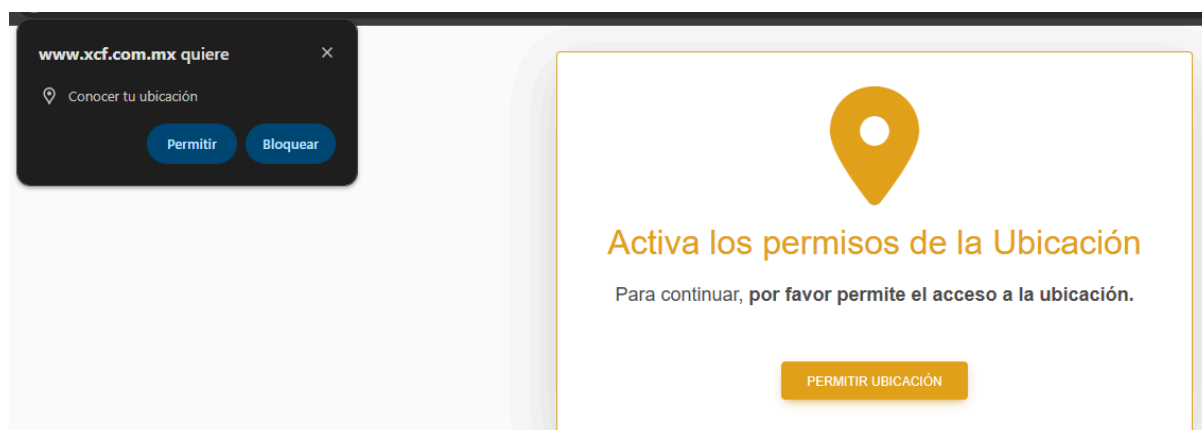 www.xcf.com.mx quiere
Conocer tu ubicación
Permitir Bloquear
Activa los permisos de la Ubicación
Para continuar, por favor permite el acceso a la ubicación.
PERMITIR UBICACIÓN